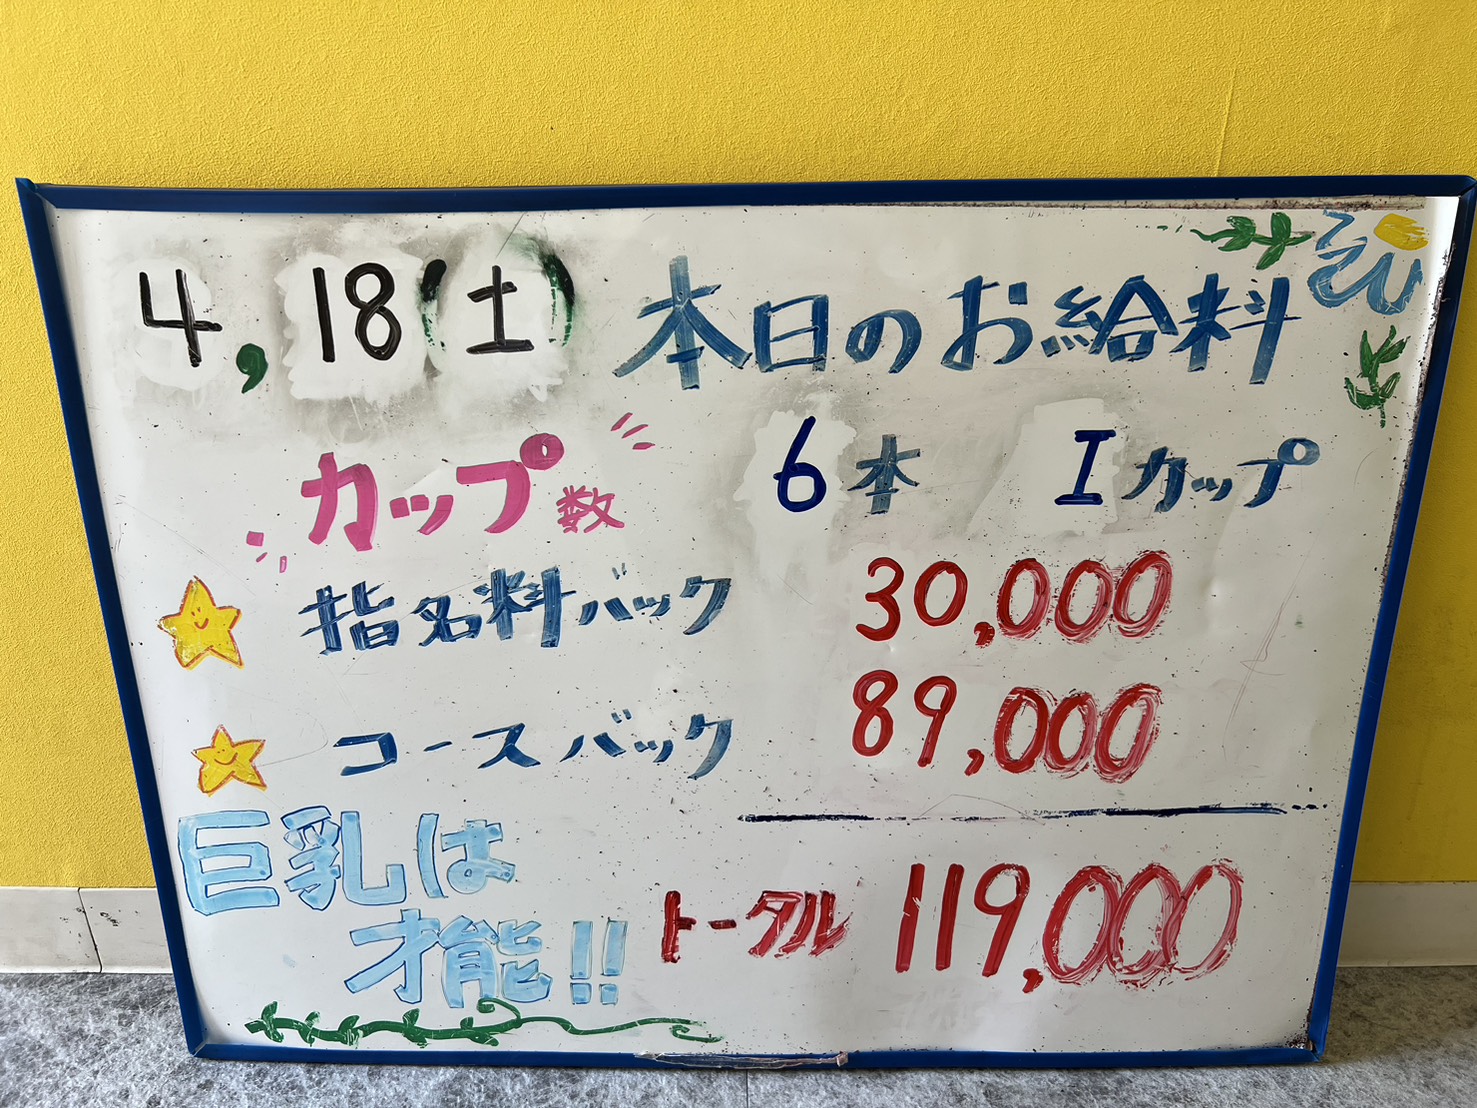 4,18(土) 本日のお給料
カップ数 6本 Iカップ
指名料バック 30,000
コースバック 89,000
巨乳は
才能!! トータル 119,000